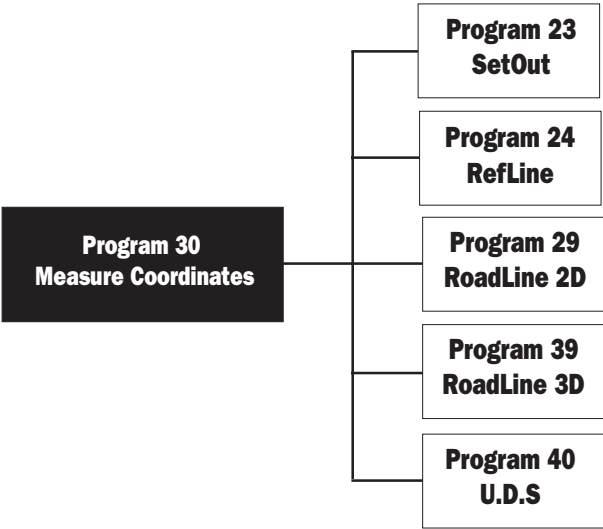 Program 30
Measure Coordinates
Program 23
SetOut
Program 24
RefLine
Program 29
RoadLine 2D
Program 39
RoadLine 3D
Program 40
U.D.S